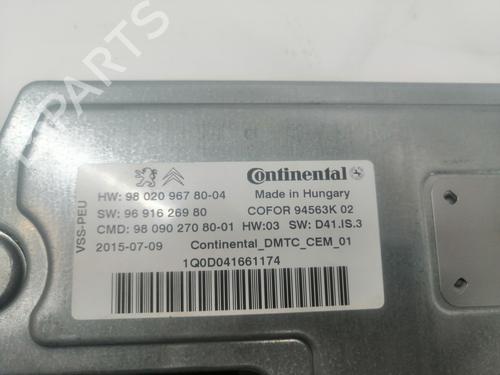 PARTS
VSS-PEU
Continental
HW: 98 020 967 80-04
Made in Hungary
SW: 96 916 269 80
COFOR 94563K 02
CMD: 98 090 270 80-01 HW:03 SW: D41.IS.3
2015-07-09 Continental_DMTC_CEM_01
1Q0D041661174